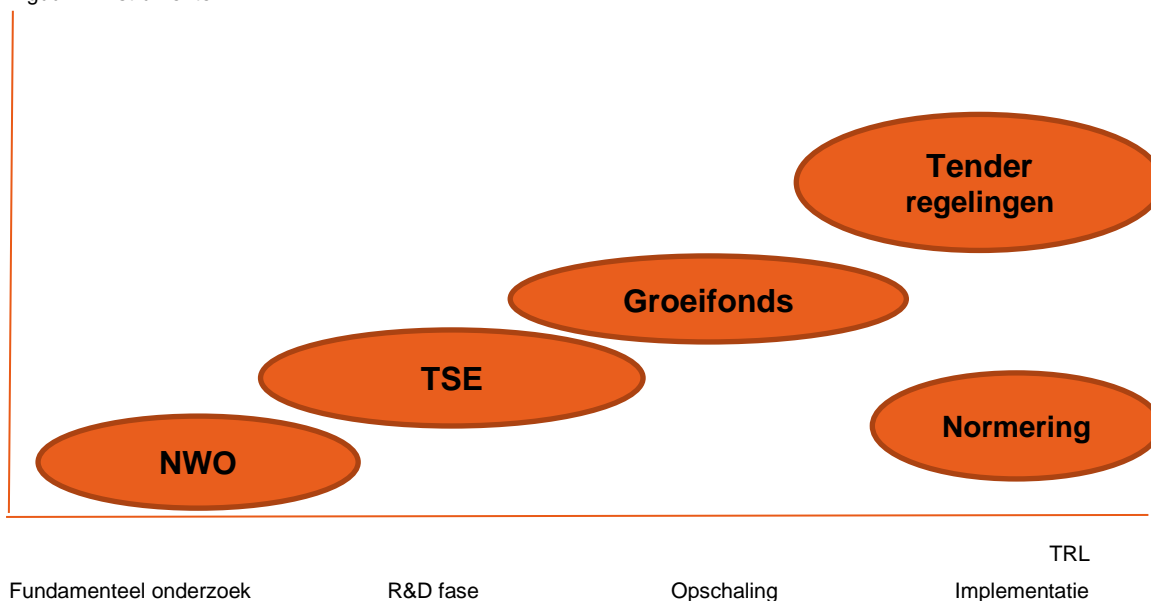 Tender
regelingen
Groeifonds
TSE
Normering
NWO
TRL
Fundamenteel onderzoek R&D fase Opschaling Implementatie